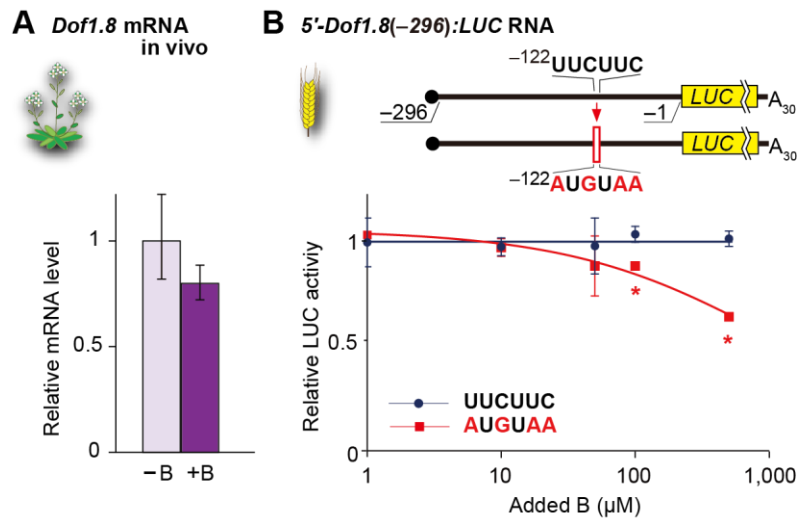 A Dof1.8 mRNA
in vivo
B 5'-Dof1.8(–296):LUC RNA
–122UUCUUC
–296
–1
LUC
A30
LUC
A30
–122AUGUAA
Relative mRNA level
1
0.5
0
–B +B
Relative LUC activiy
1
0.5
0
*
*
UUCUUC
AUGUAA
1 10 100 1,000
Added B (µM)